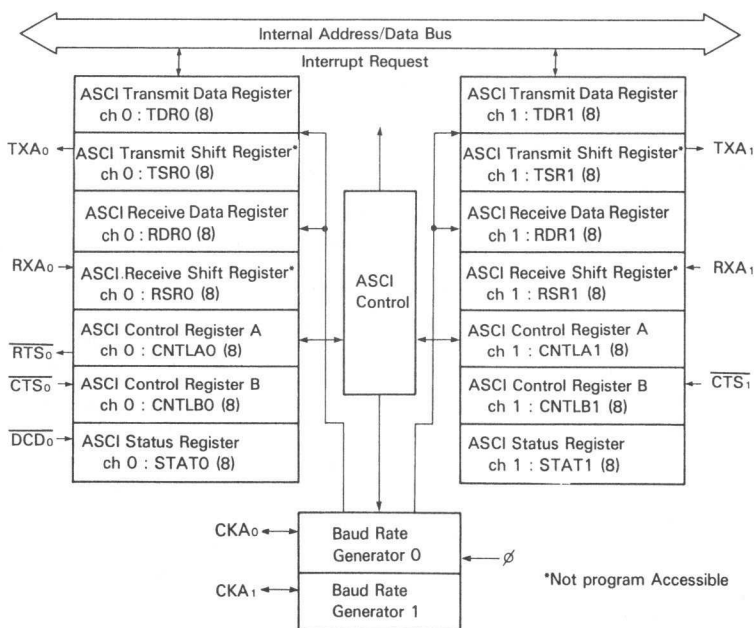 Internal Address/Data Bus
Interrupt Request
ASCI Transmit Data Register
ch 0 : TDR0 (8)
TXA₀
ASCI Transmit Shift Register*
ch 0 : TSR0 (8)
ASCI Receive Data Register
ch 0 : RDR0 (8)
RXA₀
ASCI Receive Shift Register*
ch 0 : RSR0 (8)
RTS₀
ASCI Control Register A
ch 0 : CNTLA0 (8)
CTS₀
ASCI Control Register B
ch 0 : CNTLB0 (8)
DCD₀
ASCI Status Register
ch 0 : STAT0 (8)
ASCI
Control
ASCI Transmit Data Register
ch 1 : TDR1 (8)
ASCI Transmit Shift Register*
ch 1 : TSR1 (8)
TXA₁
ASCI Receive Data Register
ch 1 : RDR1 (8)
ASCI Receive Shift Register*
ch 1 : RSR1 (8)
RXA₁
ASCI Control Register A
ch 1 : CNTLA1 (8)
ASCI Control Register B
ch 1 : CNTLB1 (8)
CTS₁
ASCI Status Register
ch 1 : STAT1 (8)
CKA₀
Baud Rate
Generator 0
ø
CKA₁
Baud Rate
Generator 1
*Not program Accessible